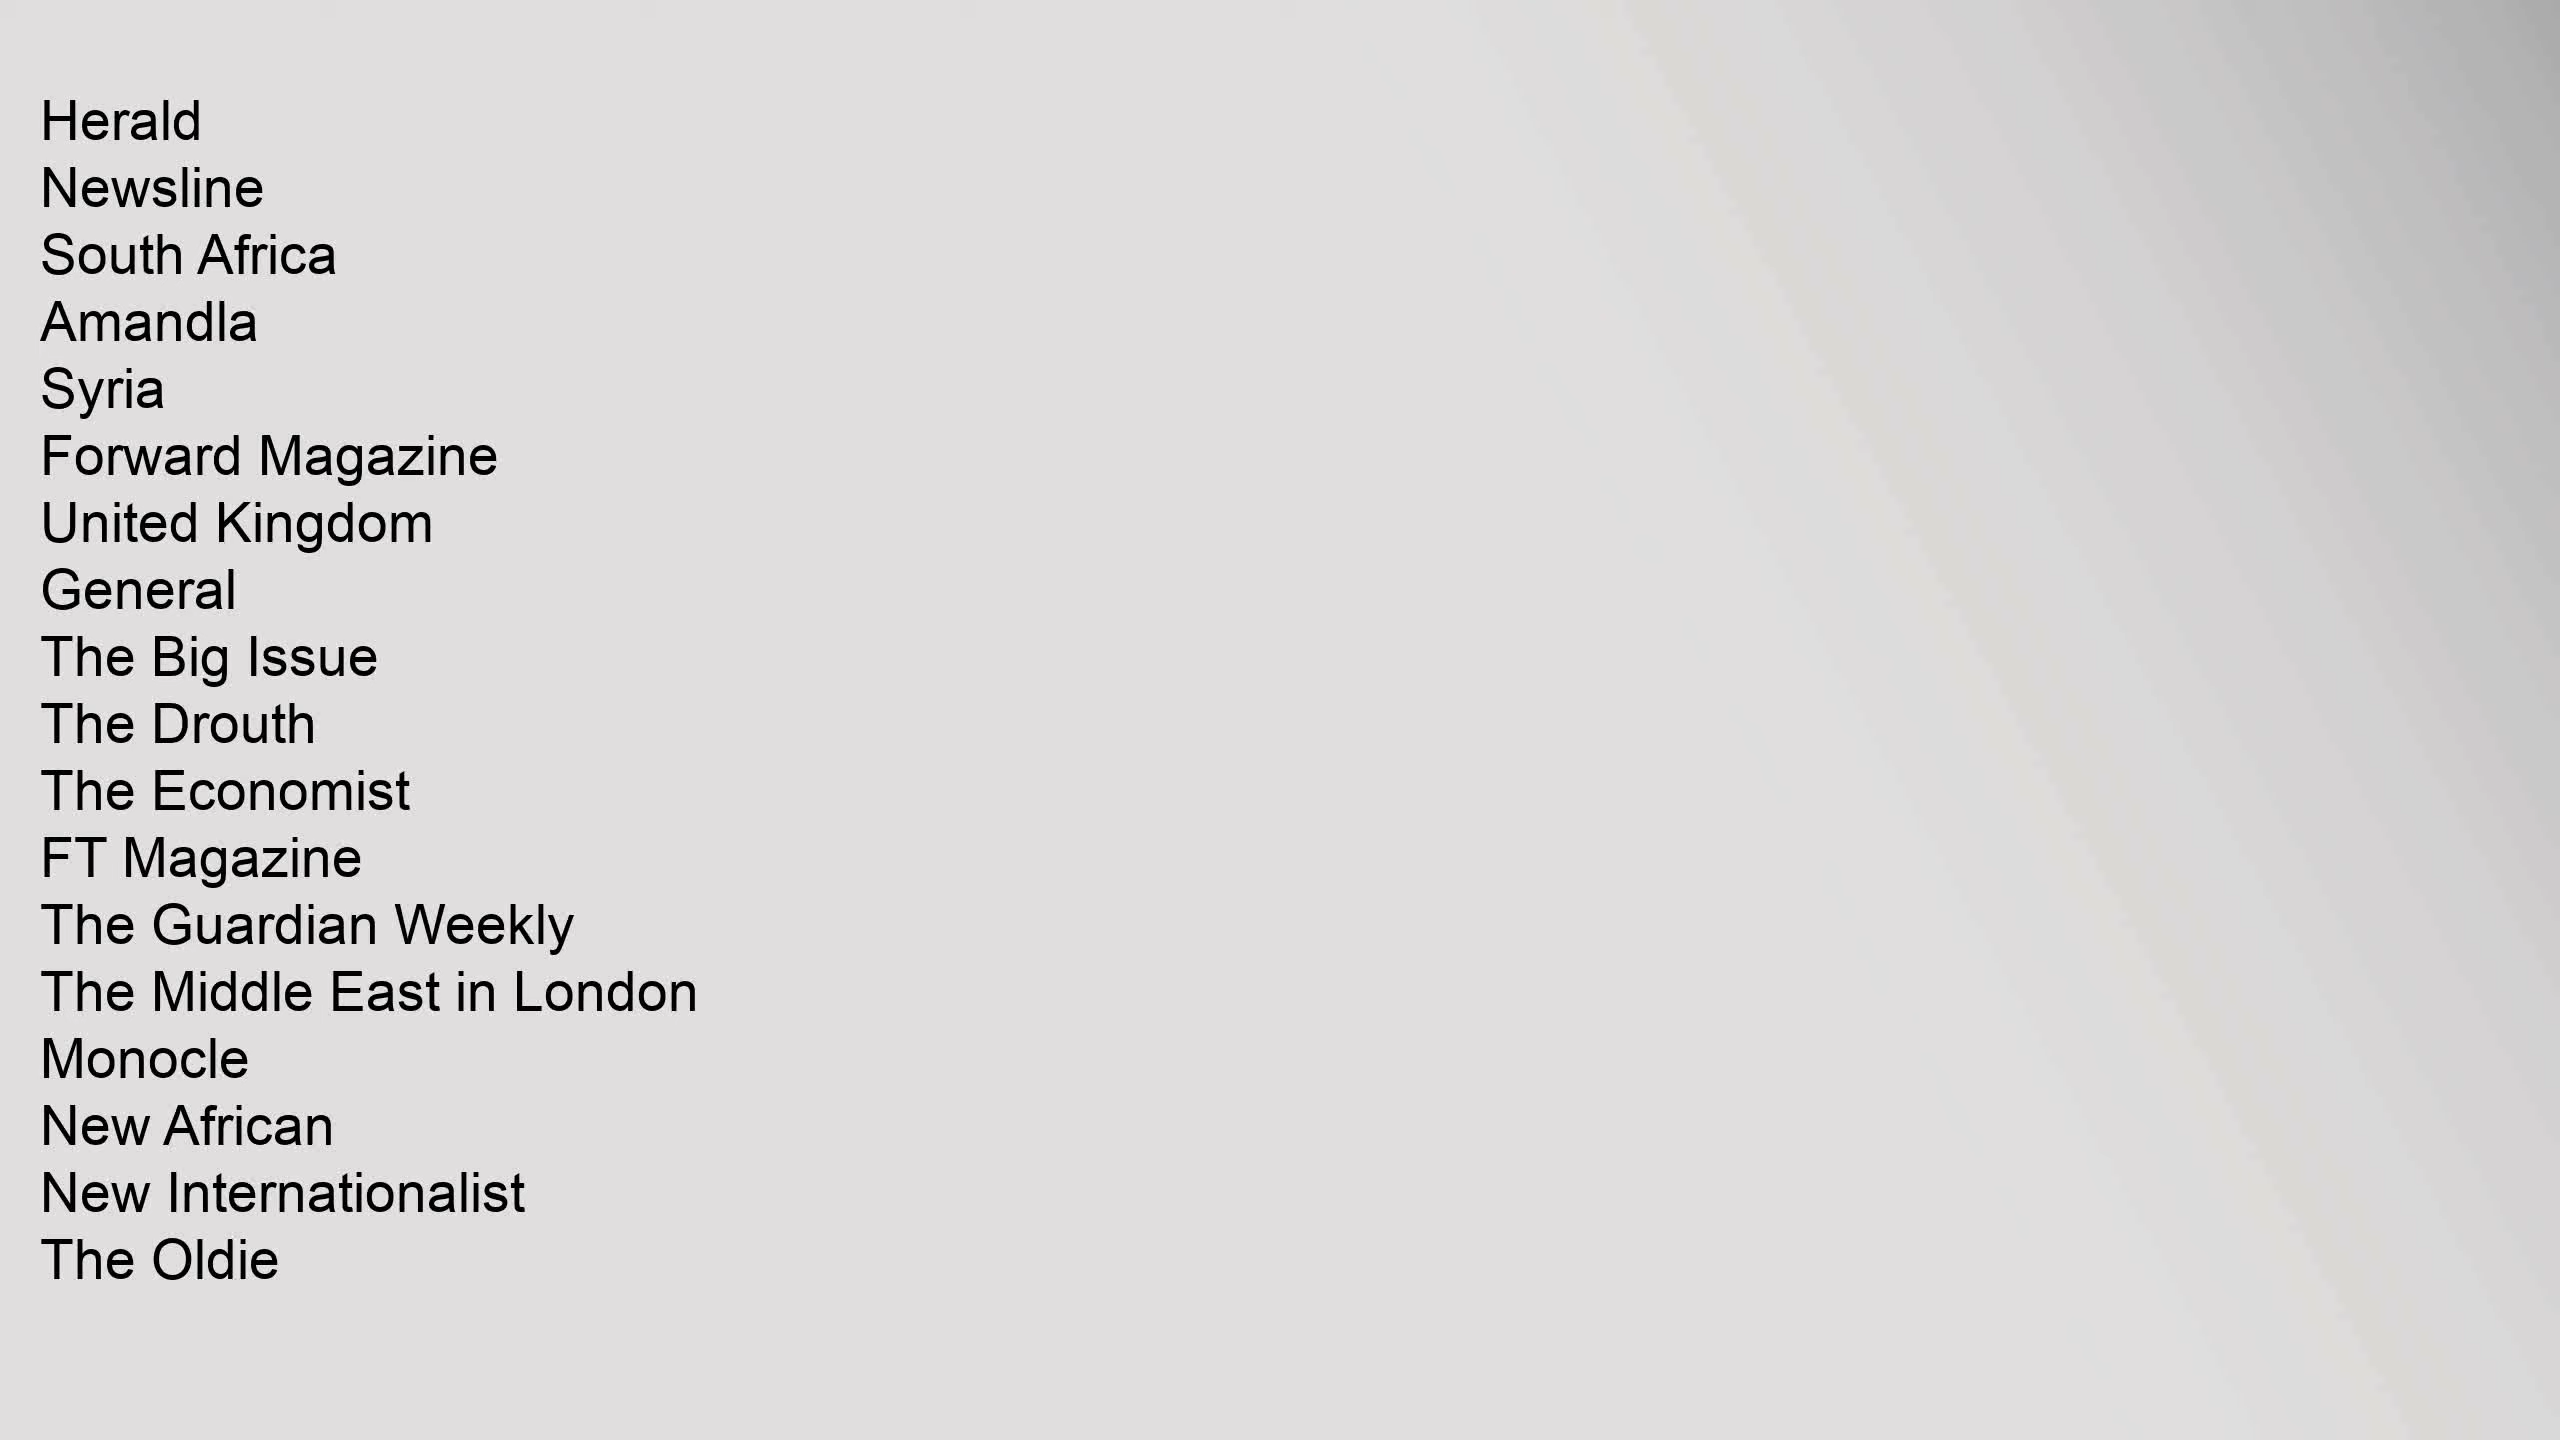 Herald
Newsline
South Africa
Amandla
Syria
Forward Magazine
United Kingdom
General
The Big Issue
The Drouth
The Economist
FT Magazine
The Guardian Weekly
The Middle East in London
Monocle
New African
New Internationalist
The Oldie